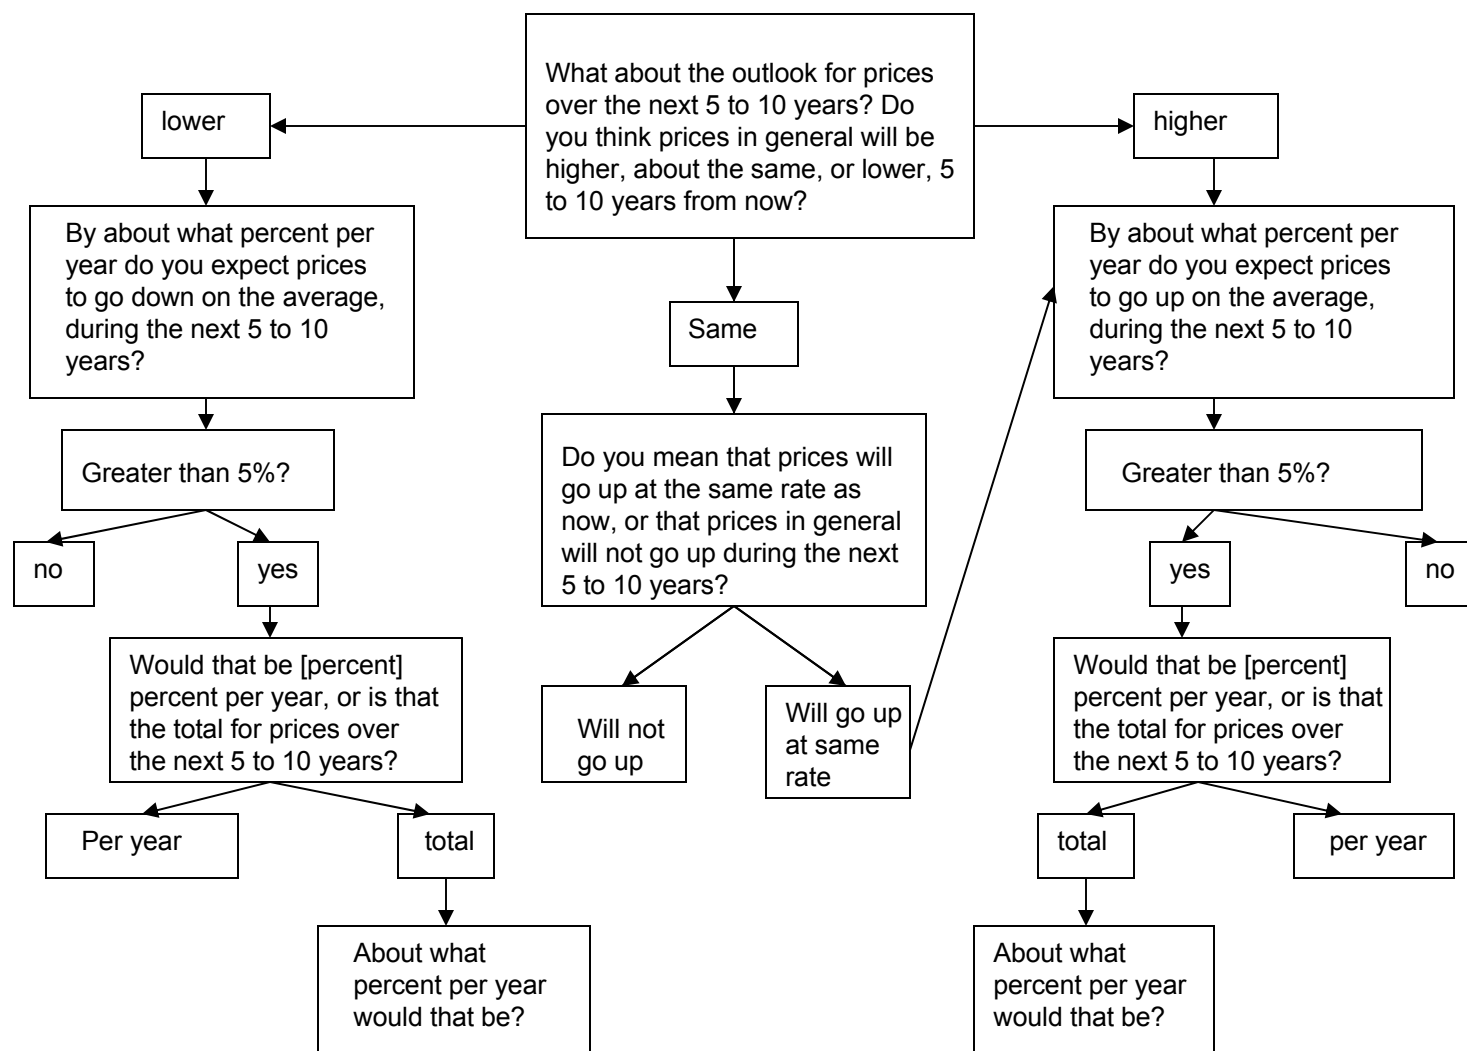 What about the outlook for prices
over the next 5 to 10 years? Do
you think prices in general will be
higher, about the same, or lower, 5
to 10 years from now?
lower
higher
By about what percent per
year do you expect prices
to go down on the average,
during the next 5 to 10
years?
Same
By about what percent per
year do you expect prices
to go up on the average,
during the next 5 to 10
years?
Greater than 5%?
Do you mean that prices will
go up at the same rate as
now, or that prices in general
will not go up during the next
5 to 10 years?
Greater than 5%?
no
yes
yes
no
Would that be [percent]
percent per year, or is that
the total for prices over
the next 5 to 10 years?
Will not
go up
Will go up
at same
rate
Would that be [percent]
percent per year, or is that
the total for prices over
the next 5 to 10 years?
Per year
total
total
per year
About what
percent per year
would that be?
About what
percent per year
would that be?